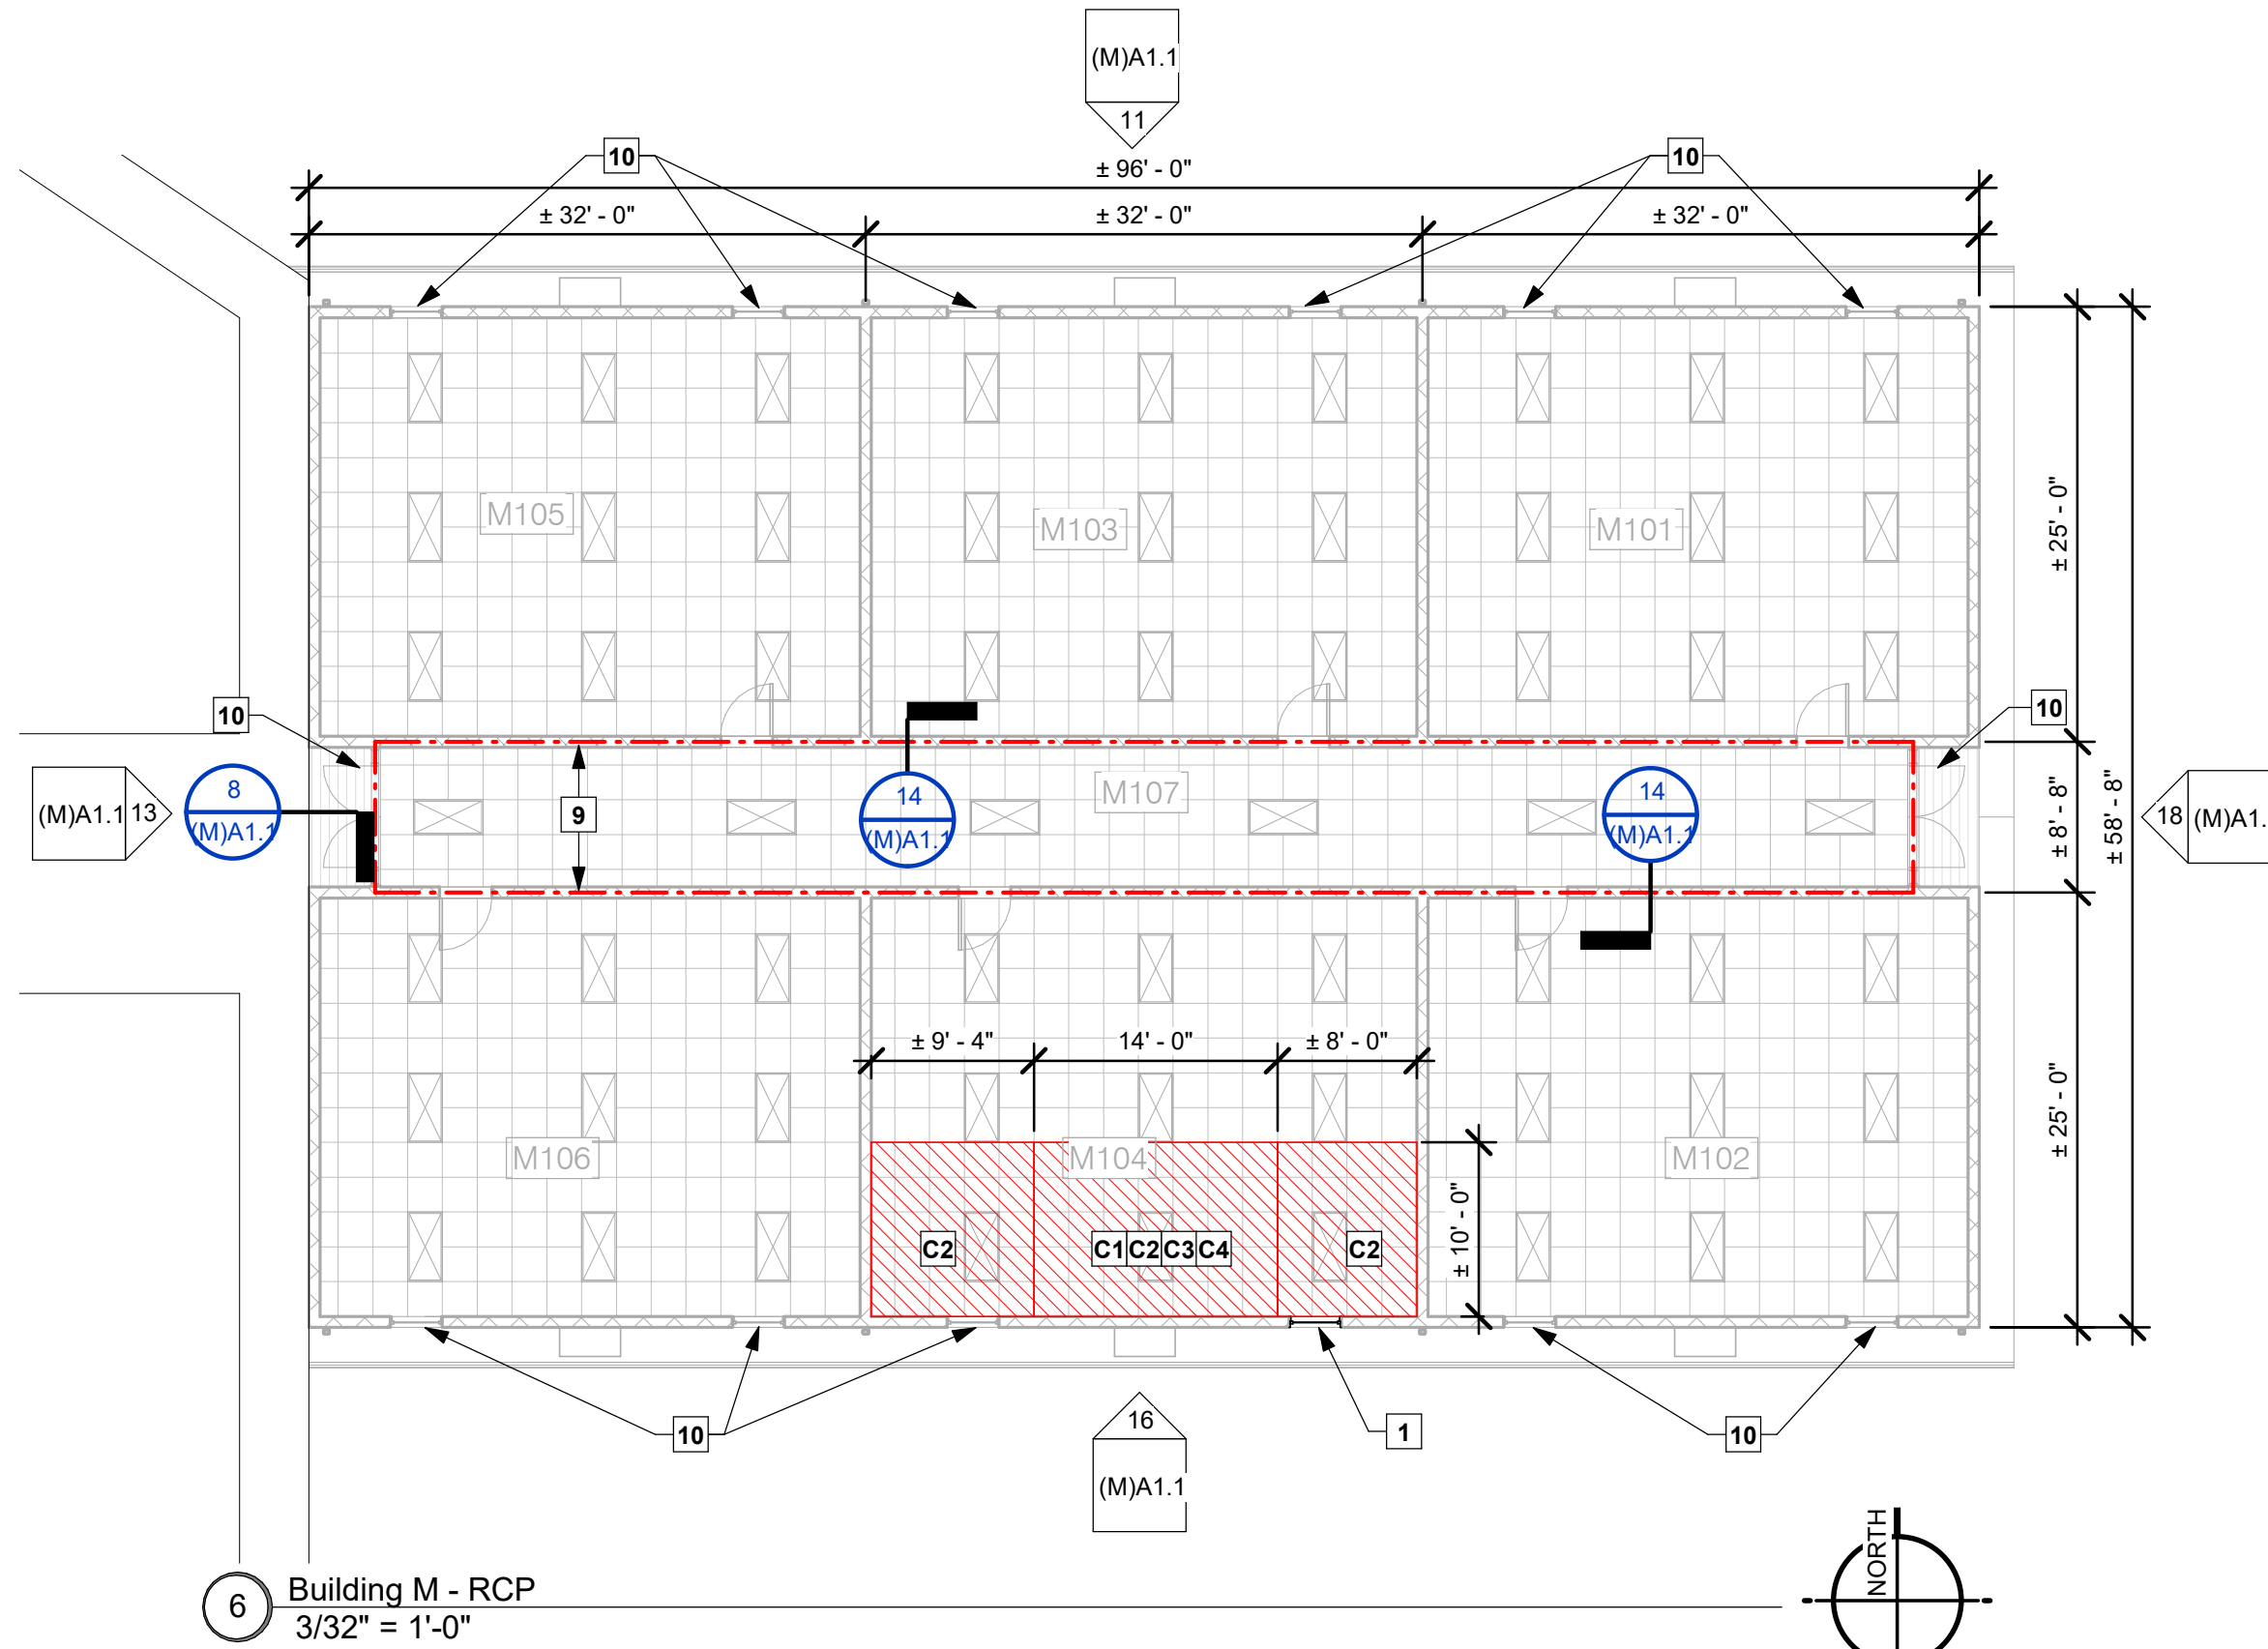 (M)A1.1
11
10
10
± 96' - 0"
± 32' - 0"
± 32' - 0"
± 32' - 0"
M105
M103
M101
± 25' - 0"
10
10
(M)A1.1 13
8
(M)A1.1
9
14
(M)A1.1
M107
14
(M)A1.1
± 8' - 8"
± 58' - 8"
18 (M)A1.
± 9' - 4"
14' - 0"
± 8' - 0"
± 25' - 0"
M106
M104
M102
± 10' - 0"
C2
C1 C2 C3 C4
C2
10
16
(M)A1.1
1
10
NORTH
6
Building M - RCP
3/32" = 1'-0"